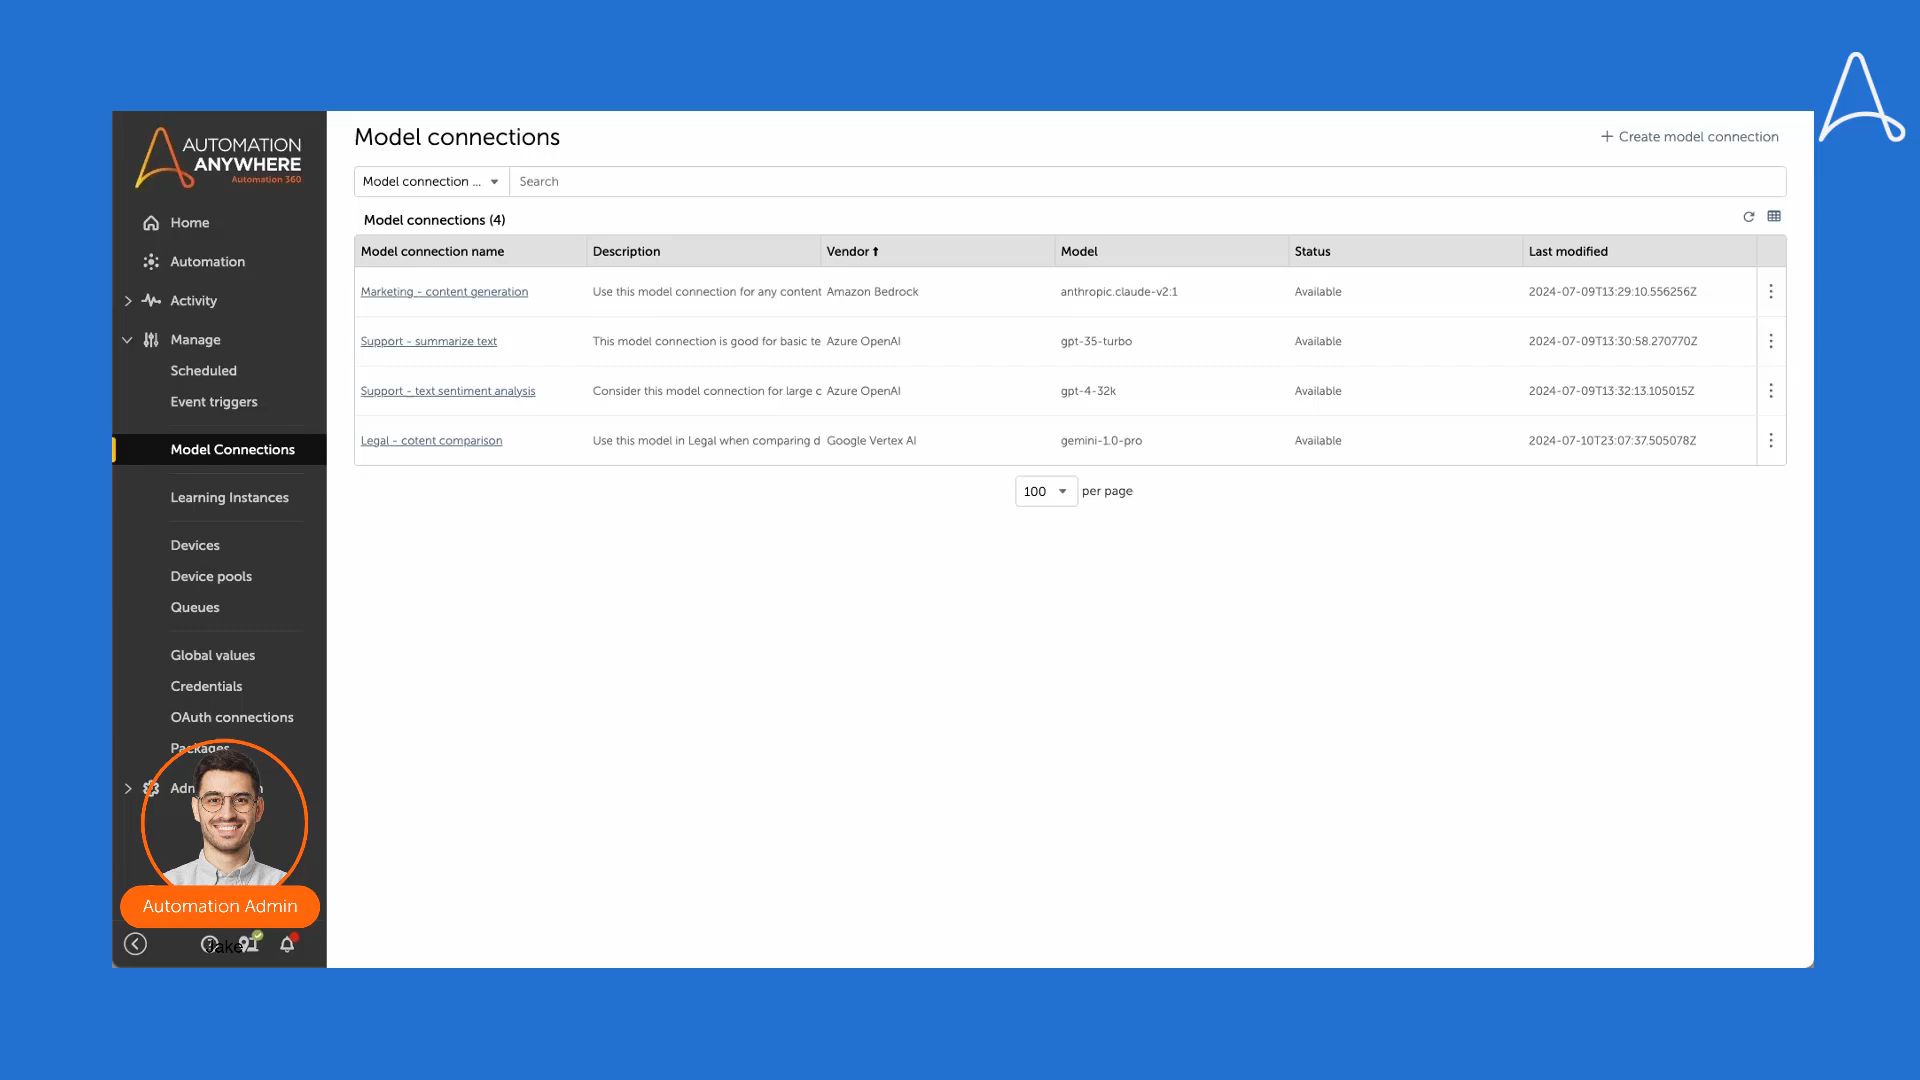 AUTOMATION
ANYWHERE
Automation 360
Home
Automation
Activity
Manage
Scheduled
Event triggers
Model Connections
Learning Instances
Devices
Device pools
Queues
Global values
Credentials
OAuth connections
Packages
Automation Admin
Jake
Model connections
+ Create model connection
Model connection ... Search
Model connections (4)
Model connection name Description Vendor Model Status Last modified
Marketing - content generation Use this model connection for any content Amazon Bedrock anthropic.claude-v2:1 Available 2024-07-09T13:29:10.556256Z
Support - summarize text This model connection is good for basic te Azure OpenAI gpt-35-turbo Available 2024-07-09T13:30:58.270770Z
Support - text sentiment analysis Consider this model connection for large c Azure OpenAI gpt-4-32k Available 2024-07-09T13:32:13.105015Z
Legal - cotent comparison Use this model in Legal when comparing d Google Vertex AI gemini-1.0-pro Available 2024-07-10T23:07:37.505078Z
100 per page